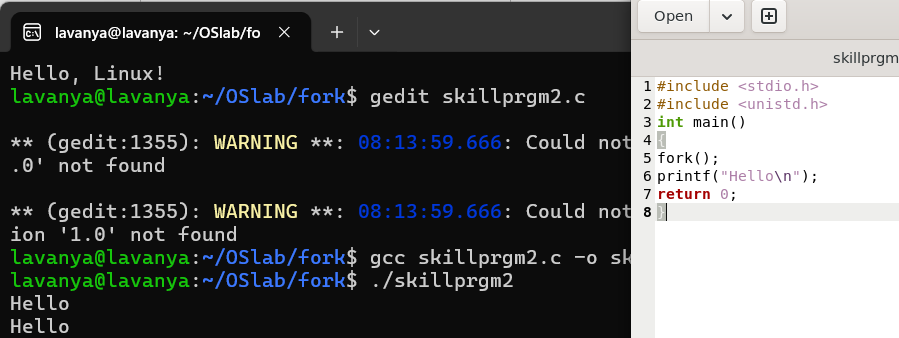 lavanya@lavanya: ~/OSlab/fo
Hello, Linux!
lavanya@lavanya:~/OSlab/fork$ gedit skillprgm2.c
** (gedit:1355): WARNING **: 08:13:59.666: Could not
.0' not found
** (gedit:1355): WARNING **: 08:13:59.666: Could not
ion '1.0' not found
lavanya@lavanya:~/OSlab/fork$ gcc skillprgm2.c -o sk
lavanya@lavanya:~/OSlab/fork$ ./skillprgm2
Hello
Hello
Open
skillprgm
1 #include <stdio.h>
2 #include <unistd.h>
3 int main()
4 {
5 fork();
6 printf("Hello\n");
7 return 0;
8 }